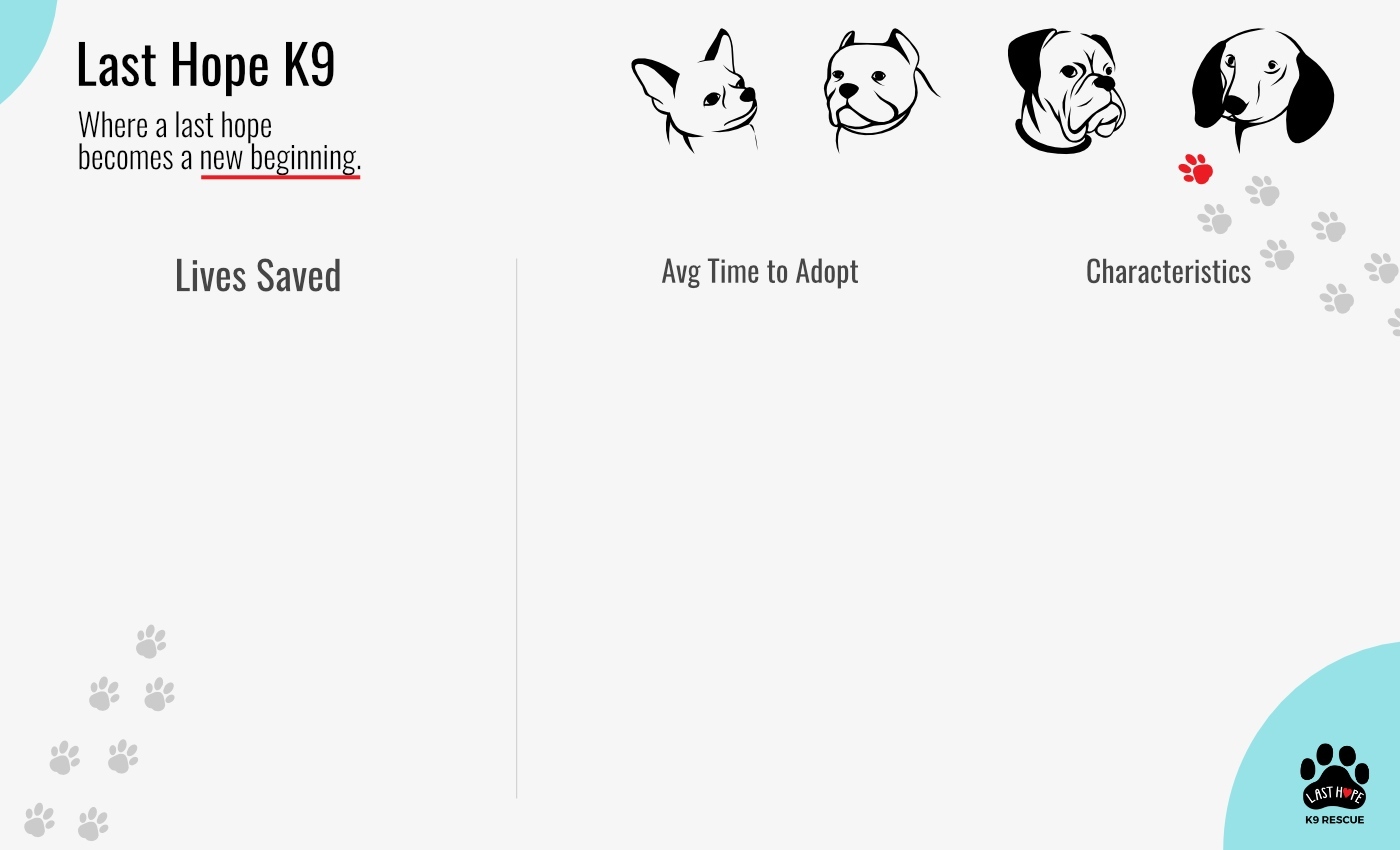 Last Hope K9
Where a last hope
becomes a new beginning.
Lives Saved
Avg Time to Adopt
Characteristics
LAST HOPE
K9 RESCUE